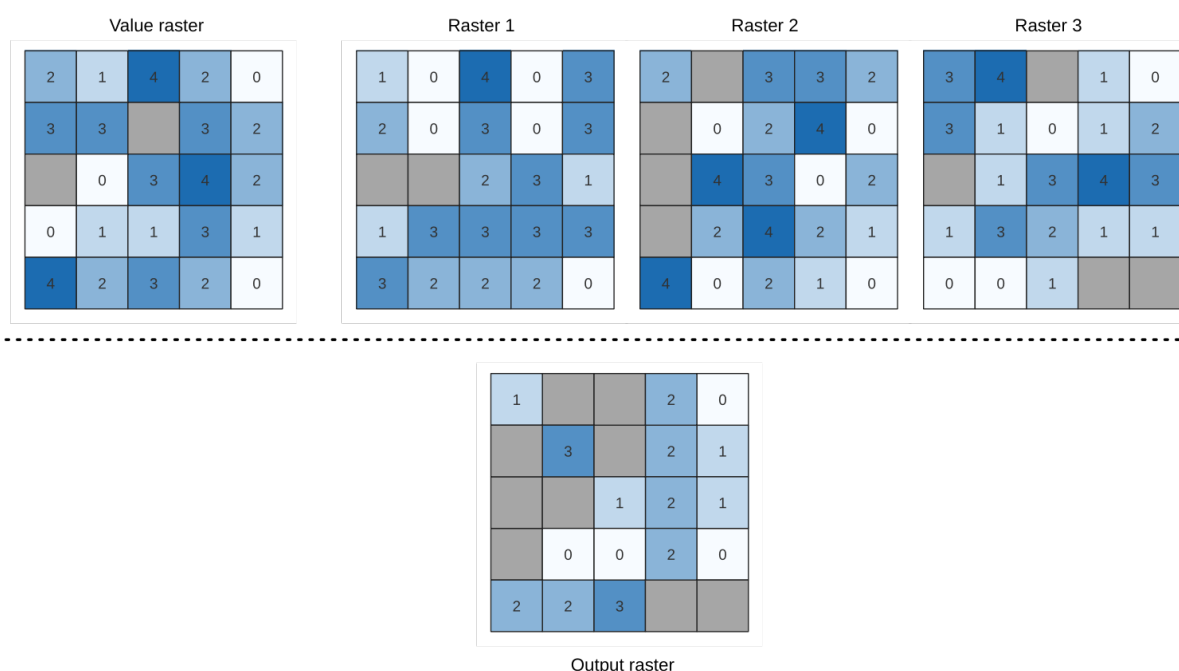 Value raster Raster 1 Raster 2 Raster 3
2 1 4 2 0 1 0 4 0 3 2 3 3 2 3 4 1 0
3 3 3 2 2 0 3 0 3 0 2 4 0 3 1 0 1 2
0 3 4 2 2 3 1 4 3 0 2 1 3 4 3
0 1 1 3 1 1 3 3 3 3 2 4 2 1 1 3 2 1 1
4 2 3 2 0 3 2 2 2 0 4 0 2 1 0 0 0 1
1 2 0
3 2 1
1 2 1
0 0 2 0
2 2 3
Output raster